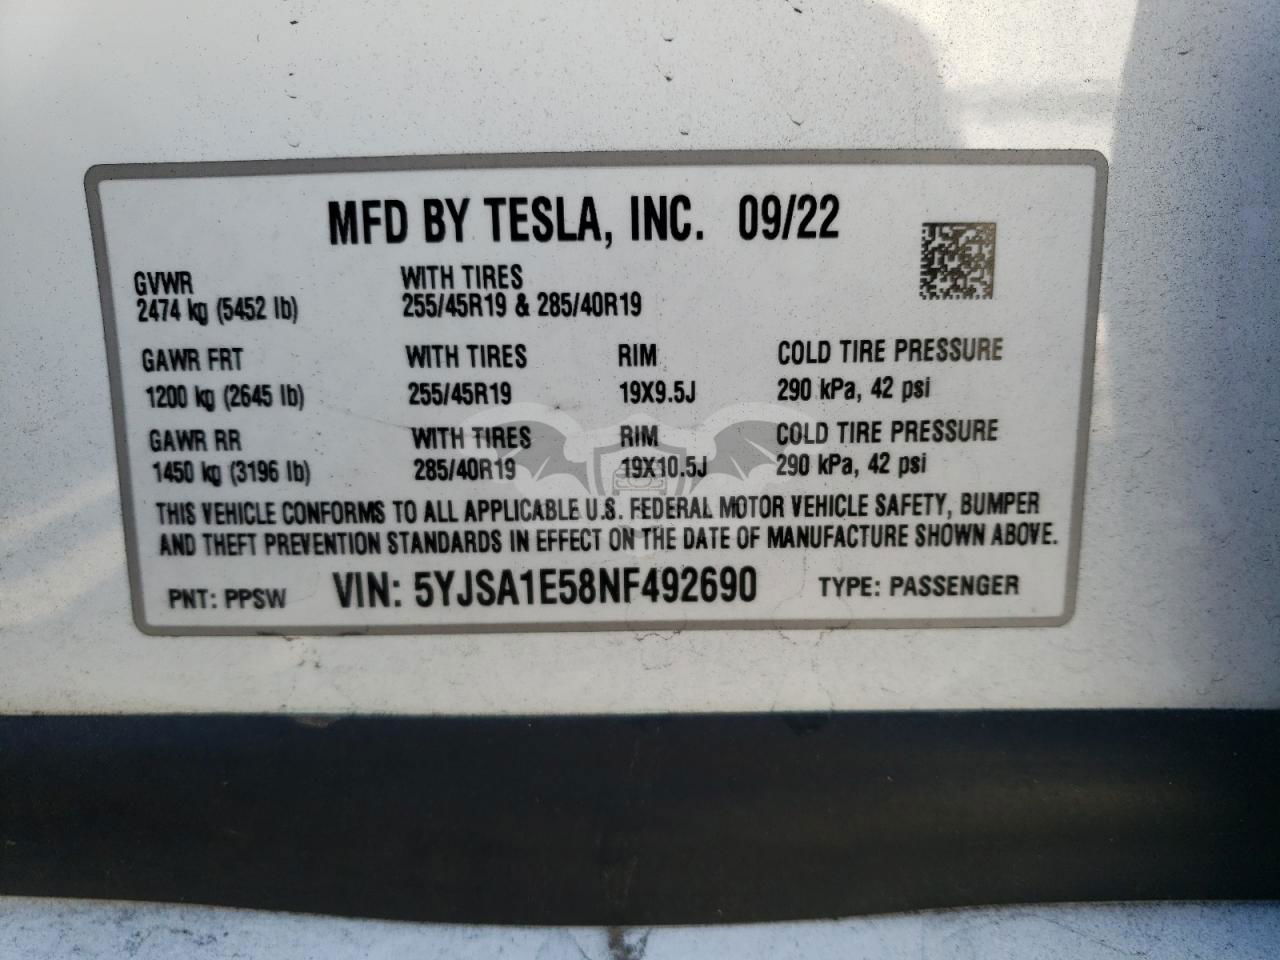 MFD BY TESLA, INC. 09/22
GVWR WITH TIRES
2474 kg (5452 lb) 255/45R19 & 285/40R19
GAWR FRT WITH TIRES RIM COLD TIRE PRESSURE
1200 kg (2645 lb) 255/45R19 19X9.5J 290 kPa, 42 psi
GAWR RR WITH TIRES RIM COLD TIRE PRESSURE
1450 kg (3196 lb) 285/40R19 19X10.5J 290 kPa, 42 psi
THIS VEHICLE CONFORMS TO ALL APPLICABLE U.S. FEDERAL MOTOR VEHICLE SAFETY, BUMPER
AND THEFT PREVENTION STANDARDS IN EFFECT ON THE DATE OF MANUFACTURE SHOWN ABOVE.
PNT: PPSW VIN: 5YJSA1E58NF492690 TYPE: PASSENGER